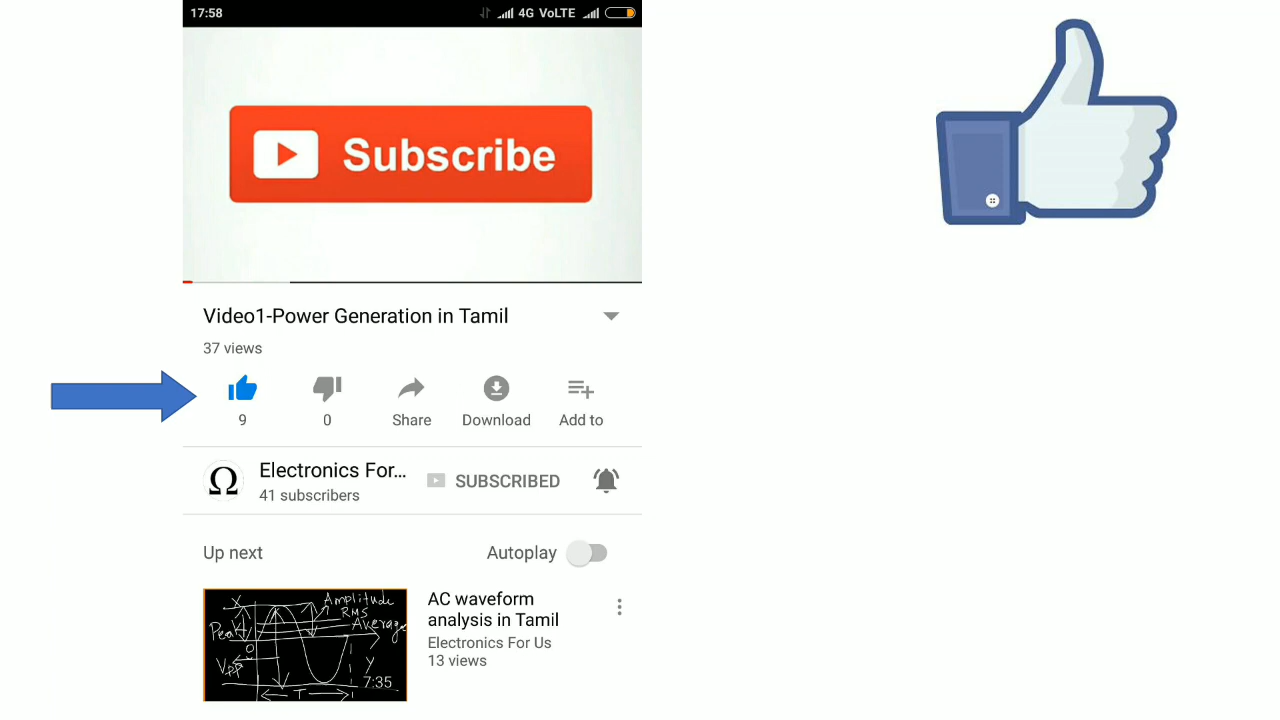 17:58 4G VoLTE
Subscribe
Video1-Power Generation in Tamil
37 views
9 0 Share Download Add to
Ω Electronics For... SUBSCRIBED
41 subscribers
Up next Autoplay
X Amplitude
RMS
Peak Average
O
Vpp Y
7:35
T
AC waveform
analysis in Tamil
Electronics For Us
13 views